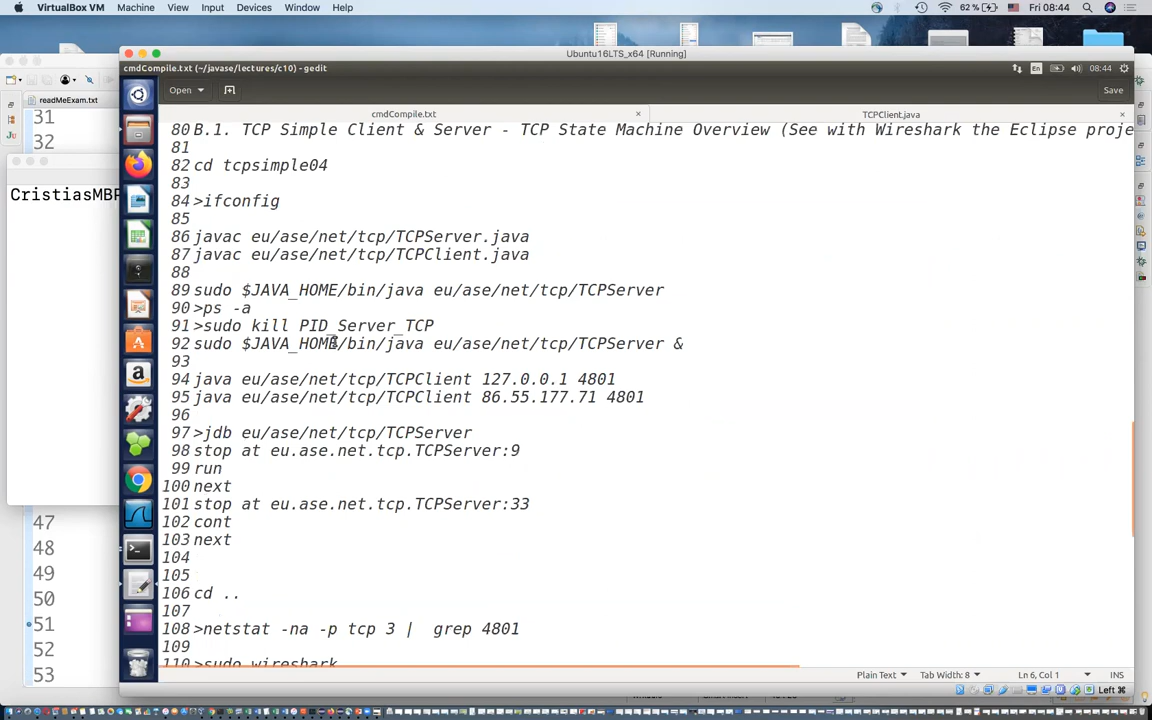 VirtualBox VM Machine View Input Devices Window Help 62 % Fri 08:44
Ubuntu16LTS_x64 [Running]
cmdCompile.txt (~/javase/lectures/c10) - gedit En 08:44
Open Save
readMeExam.txt
cmdCompile.txt × TCPClient.java ×
31
32
CristiasMBP
80 B.1. TCP Simple Client & Server - TCP State Machine Overview (See with Wireshark the Eclipse proje
81
82 cd tcpsimple04
83
84 >ifconfig
85
86 javac eu/ase/net/tcp/TCPServer.java
87 javac eu/ase/net/tcp/TCPClient.java
88
89 sudo $JAVA_HOME/bin/java eu/ase/net/tcp/TCPServer
90 >ps -a
91 >sudo kill PID_Server_TCP
92 sudo $JAVA_HOME/bin/java eu/ase/net/tcp/TCPServer &
93
94 java eu/ase/net/tcp/TCPClient 127.0.0.1 4801
95 java eu/ase/net/tcp/TCPClient 86.55.177.71 4801
96
97 >jdb eu/ase/net/tcp/TCPServer
98 stop at eu.ase.net.tcp.TCPServer:9
99 run
100 next
101 stop at eu.ase.net.tcp.TCPServer:33
102 cont
103 next
104
105
106 cd ..
107
108 >netstat -na -p tcp 3 | grep 4801
109
110 >sudo wireshark
47
48
49
50
51
52
53
Plain Text Tab Width: 8 Ln 6, Col 1 INS
Left ⌘